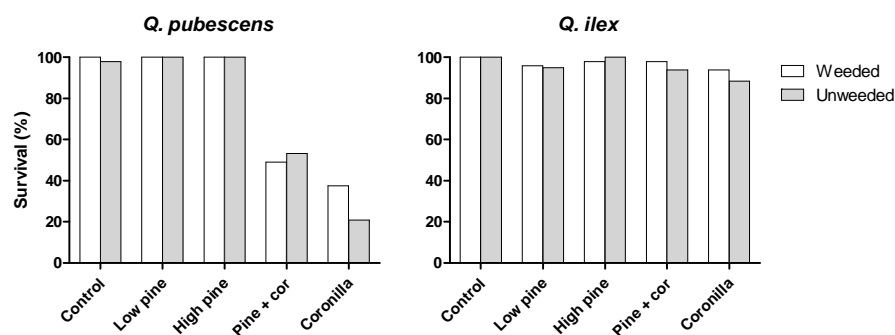 Q. pubescens
Q. ilex
Survival (%)
100
80
60
40
20
0
Control
Low pine
High pine
Pine + cor
Coronilla
100
80
60
40
20
0
Control
Low pine
High pine
Pine + cor
Coronilla
Weeded
Unweeded